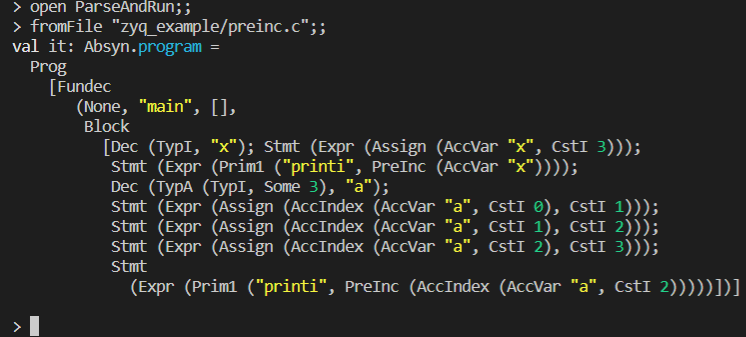 > open ParseAndRun;;
> fromFile "zyq_example/preinc.c";;
val it: Absyn.program =
  Prog
    [Fundec
       (None, "main", [],
        Block
          [Dec (TypI, "x"); Stmt (Expr (Assign (AccVar "x", CstI 3)));
           Stmt (Expr (Prim1 ("printi", PreInc (AccVar "x"))));
           Dec (TypA (TypI, Some 3), "a");
           Stmt (Expr (Assign (AccIndex (AccVar "a", CstI 0), CstI 1)));
           Stmt (Expr (Assign (AccIndex (AccVar "a", CstI 1), CstI 2)));
           Stmt (Expr (Assign (AccIndex (AccVar "a", CstI 2), CstI 3)));
           Stmt
             (Expr (Prim1 ("printi", PreInc (AccIndex (AccVar "a", CstI 2)))))])]
>